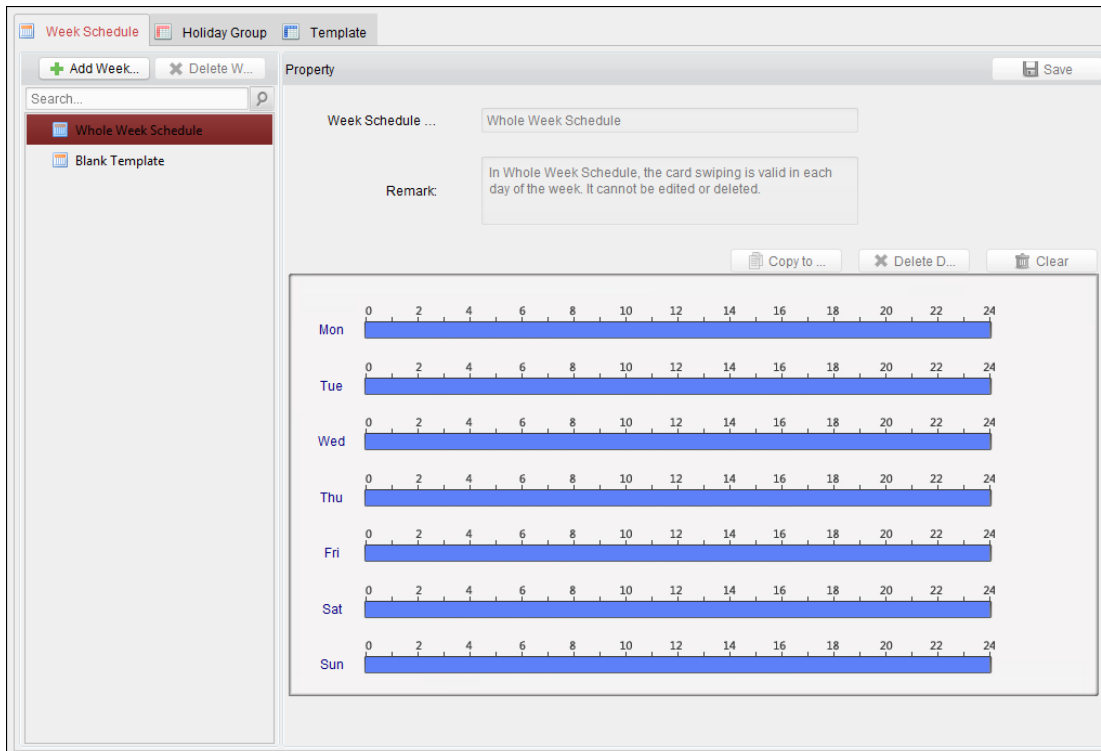 Week Schedule Holiday Group Template
Add Week... Delete W... Property Save
Search...
Whole Week Schedule
Blank Template
Week Schedule ... Whole Week Schedule
Remark: In Whole Week Schedule, the card swiping is valid in each
day of the week. It cannot be edited or deleted.
Copy to ... Delete D... Clear
0 2 4 6 8 10 12 14 16 18 20 22 24
Mon
0 2 4 6 8 10 12 14 16 18 20 22 24
Tue
0 2 4 6 8 10 12 14 16 18 20 22 24
Wed
0 2 4 6 8 10 12 14 16 18 20 22 24
Thu
0 2 4 6 8 10 12 14 16 18 20 22 24
Fri
0 2 4 6 8 10 12 14 16 18 20 22 24
Sat
0 2 4 6 8 10 12 14 16 18 20 22 24
Sun